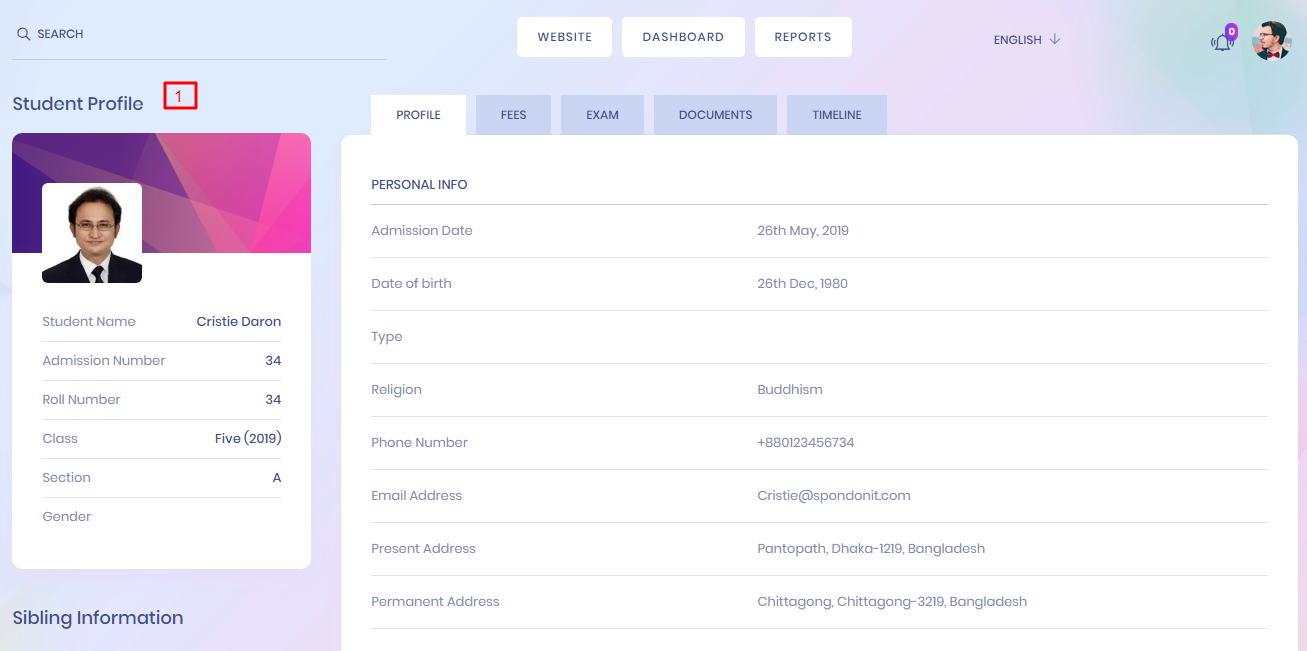 SEARCH
WEBSITE
DASHBOARD
REPORTS
ENGLISH
0
Student Profile
1
Student Name Cristie Daron
Admission Number 34
Roll Number 34
Class Five (2019)
Section A
Gender
Sibling Information
PROFILE
FEES
EXAM
DOCUMENTS
TIMELINE
PERSONAL INFO
Admission Date 26th May, 2019
Date of birth 26th Dec, 1980
Type
Religion Buddhism
Phone Number +880123456734
Email Address Cristie@spondonit.com
Present Address Pantopath, Dhaka-1219, Bangladesh
Permanent Address Chittagong, Chittagong-3219, Bangladesh